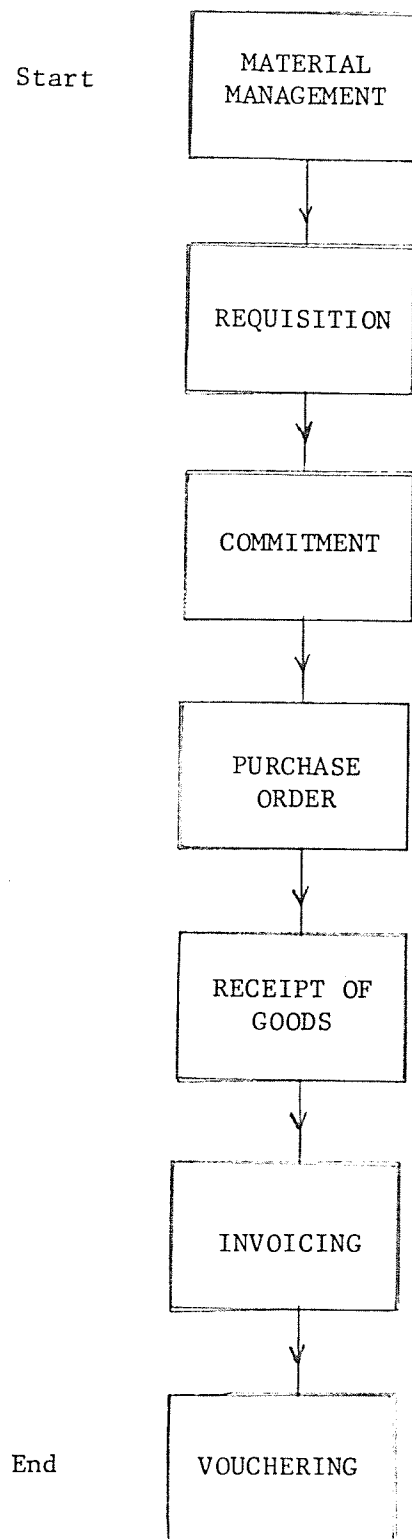 Start
MATERIAL
MANAGEMENT
REQUISITION
COMMITMENT
PURCHASE
ORDER
RECEIPT OF
GOODS
INVOICING
End
VOUCHERING